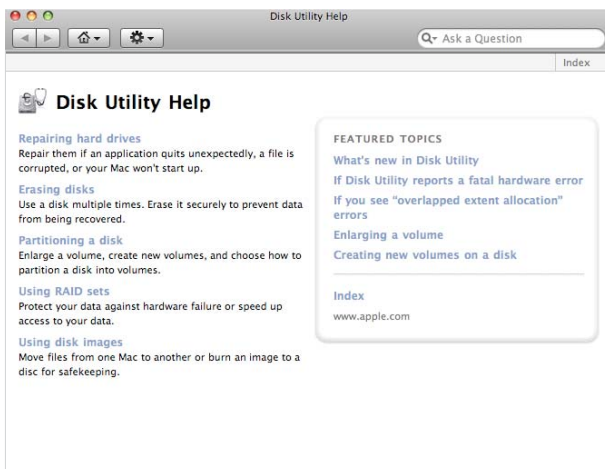 Disk Utility Help
Ask a Question
Index
Disk Utility Help
Repairing hard drives
Repair them if an application quits unexpectedly, a file is
corrupted, or your Mac won't start up.
Erasing disks
Use a disk multiple times. Erase it securely to prevent data
from being recovered.
Partitioning a disk
Enlarge a volume, create new volumes, and choose how to
partition a disk into volumes.
Using RAID sets
Protect your data against hardware failure or speed up
access to your data.
Using disk images
Move files from one Mac to another or burn an image to a
disc for safekeeping.
FEATURED TOPICS
What's new in Disk Utility
If Disk Utility reports a fatal hardware error
If you see "overlapped extent allocation"
errors
Enlarging a volume
Creating new volumes on a disk
Index
www.apple.com